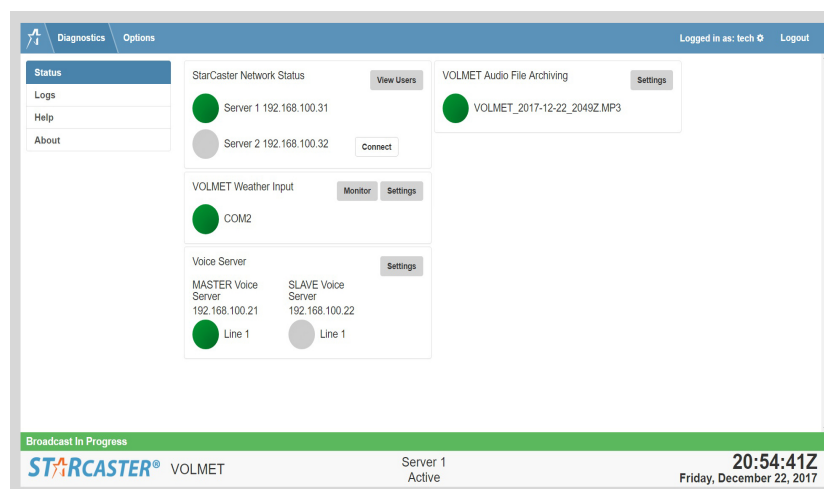 Diagnostics
Options
Logged in as: tech
Logout
Status
Logs
Help
About
StarCaster Network Status
View Users
Server 1 192.168.100.31
Server 2 192.168.100.32
Connect
VOLMET Audio File Archiving
Settings
VOLMET_2017-12-22_2049Z.MP3
VOLMET Weather Input
Monitor
Settings
COM2
Voice Server
Settings
MASTER Voice
Server
192.168.100.21
Line 1
SLAVE Voice
Server
192.168.100.22
Line 1
Broadcast In Progress
STARCASTER® VOLMET
Server 1
Active
20:54:41Z
Friday, December 22, 2017